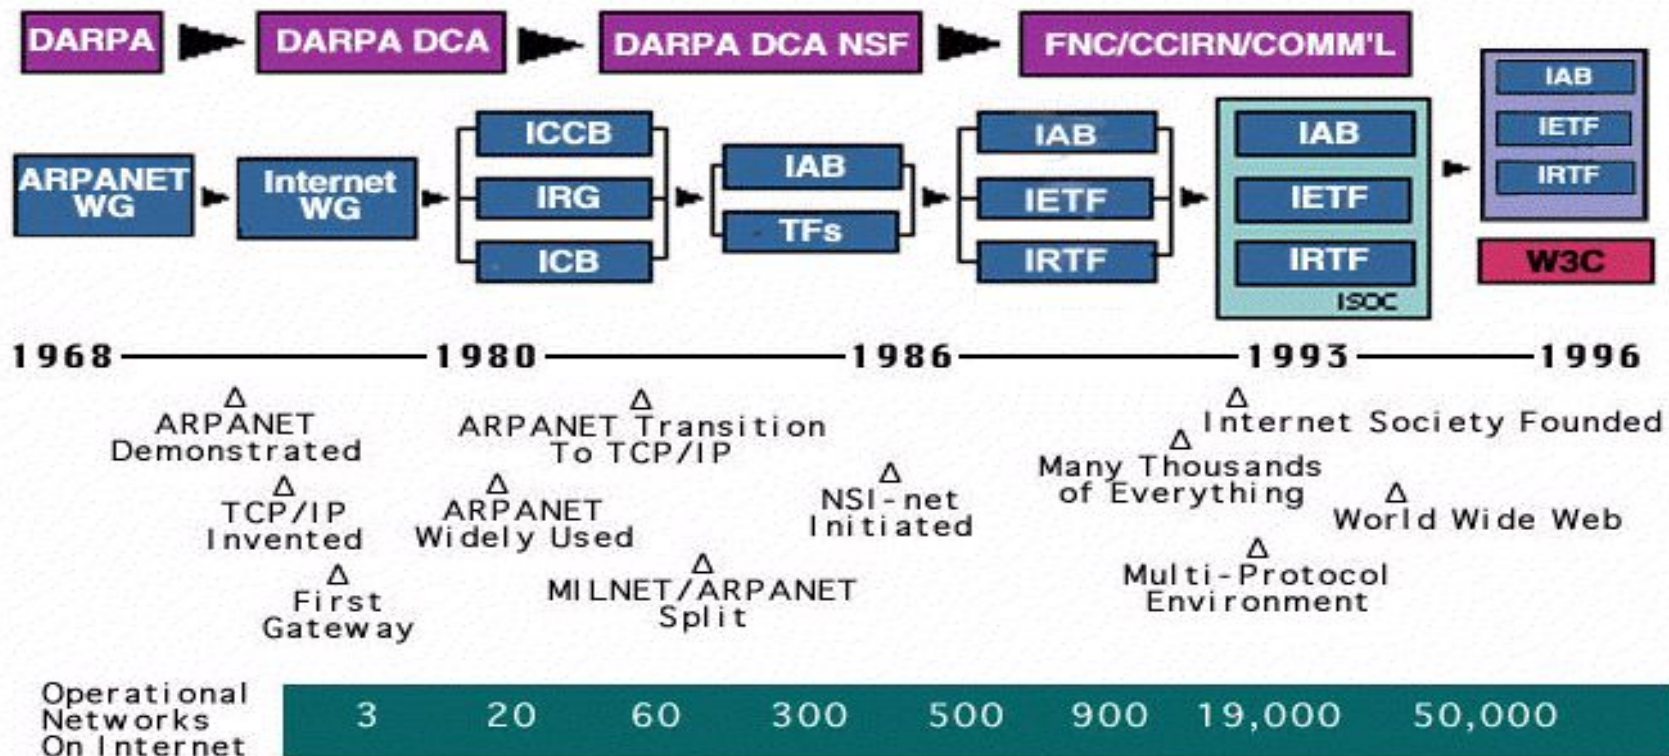 DARPA
DARPA DCA
DARPA DCA NSF
FNC/CCIRN/COMM'L
ARPANET
WG
Internet
WG
ICCB
IRG
ICB
IAB
TFs
IAB
IETF
IRTF
IAB
IETF
IRTF
ISOC
IAB
IETF
IRTF
W3C
1968 1980 1986 1993 1996
ARPANET
Demonstrated
TCP/IP
Invented
First
Gateway
ARPANET Transition
To TCP/IP
ARPANET
Widely Used
MILNET/ARPANET
Split
NSI-net
Initiated
Internet Society Founded
Many Thousands
of Everything
World Wide Web
Multi-Protocol
Environment
Operational
Networks
On Internet
3 20 60 300 500 900 19,000 50,000